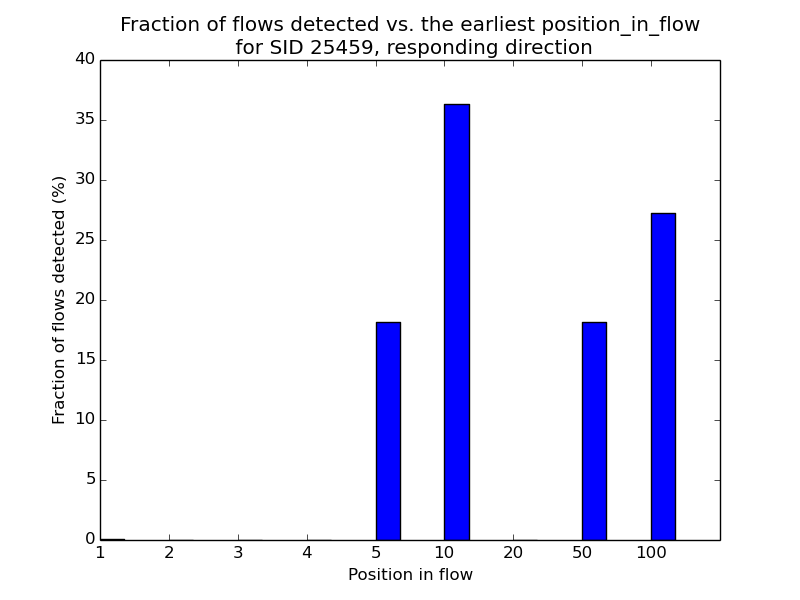 Fraction of flows detected vs. the earliest position_in_flow
for SID 25459, responding direction
40
35
30
25
20
15
10
5
0
Fraction of flows detected (%)
1 2 3 4 5 10 20 50 100
Position in flow